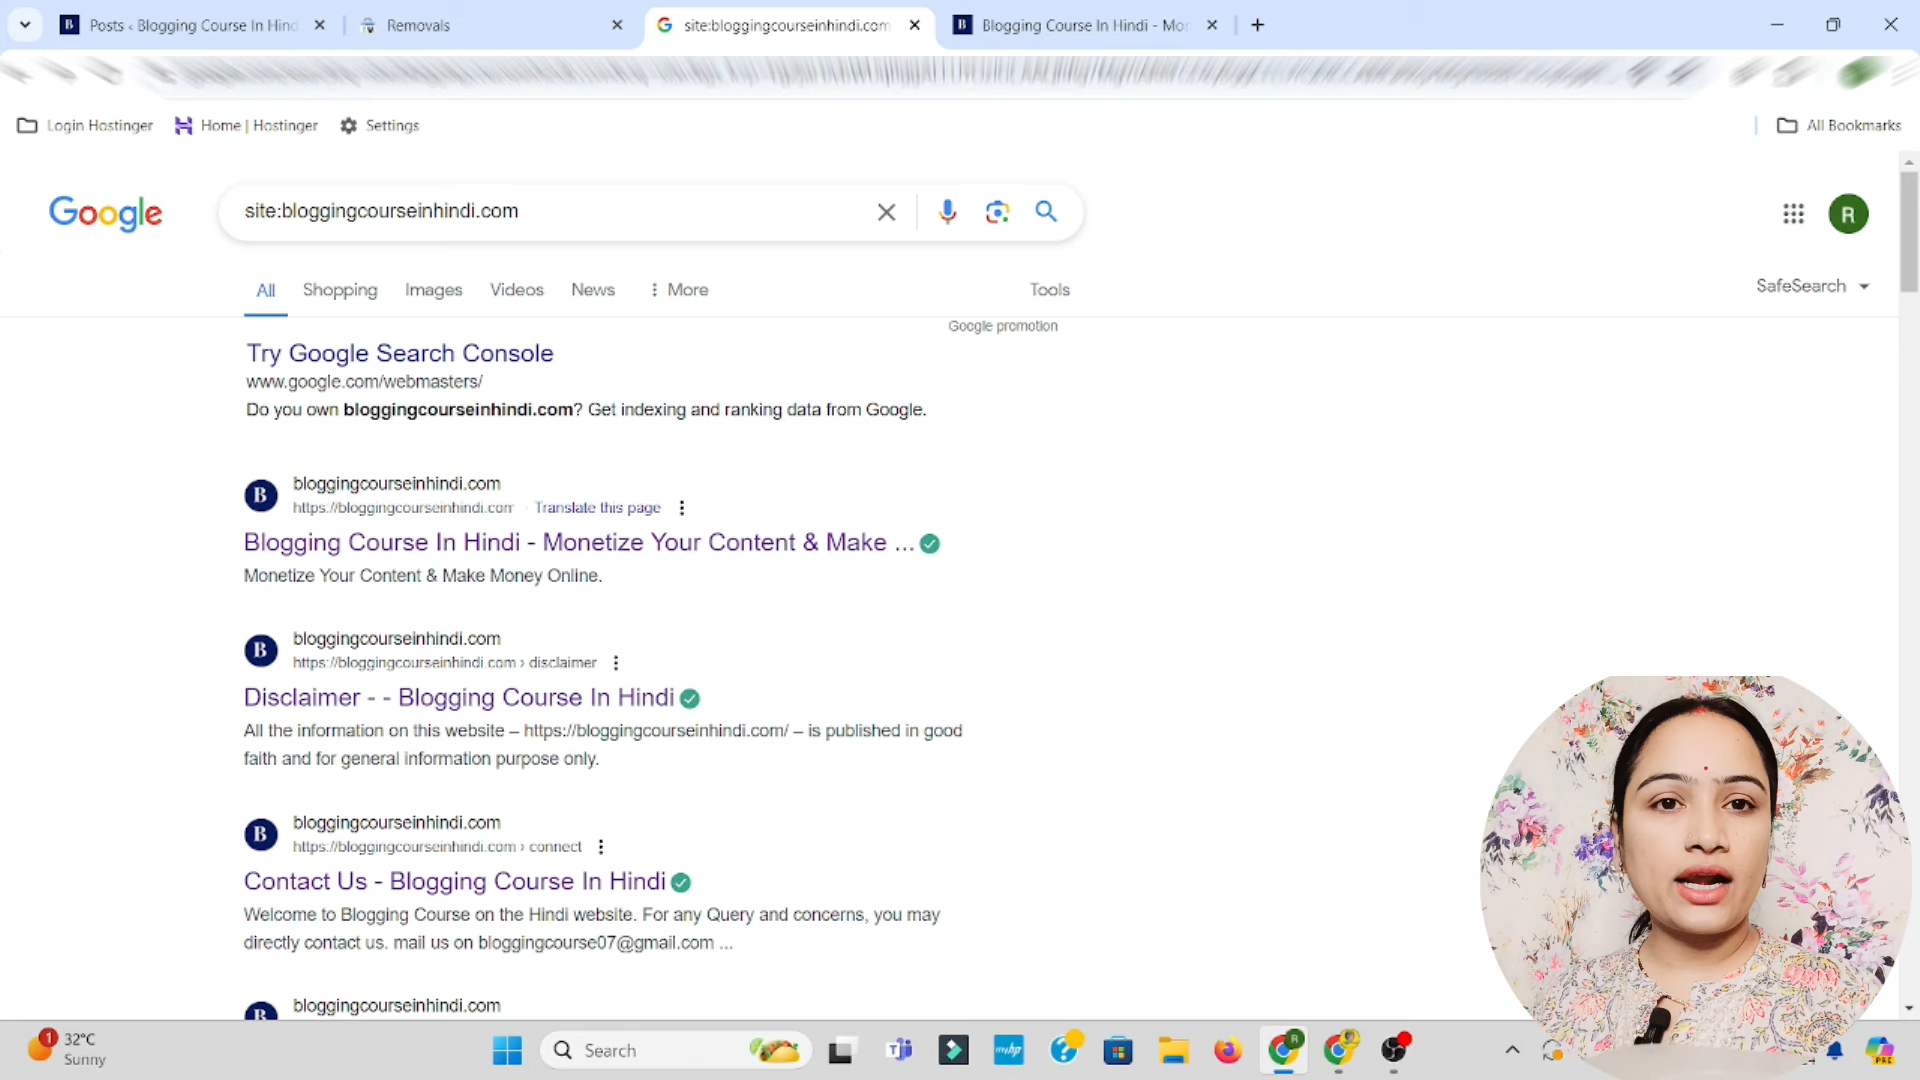 Posts ‹ Blogging Course In Hind
Removals
site:bloggingcourseinhindi.com
Blogging Course In Hindi - Mor
Login Hostinger
Home | Hostinger
Settings
All Bookmarks
Google
site:bloggingcourseinhindi.com
R
All
Shopping
Images
Videos
News
More
Tools
SafeSearch
Google promotion
Try Google Search Console
www.google.com/webmasters/
Do you own bloggingcourseinhindi.com? Get indexing and ranking data from Google.
B
bloggingcourseinhindi.com
https://bloggingcourseinhindi.com · Translate this page
Blogging Course In Hindi - Monetize Your Content & Make ...
Monetize Your Content & Make Money Online.
B
bloggingcourseinhindi.com
https://bloggingcourseinhindi.com › disclaimer
Disclaimer - - Blogging Course In Hindi
All the information on this website – https://bloggingcourseinhindi.com/ – is published in good
faith and for general information purpose only.
B
bloggingcourseinhindi.com
https://bloggingcourseinhindi.com › connect
Contact Us - Blogging Course In Hindi
Welcome to Blogging Course on the Hindi website. For any Query and concerns, you may
directly contact us. mail us on bloggingcourse07@gmail.com ...
B
bloggingcourseinhindi.com
1
32°C
Sunny
Search
myhp
R
PRE